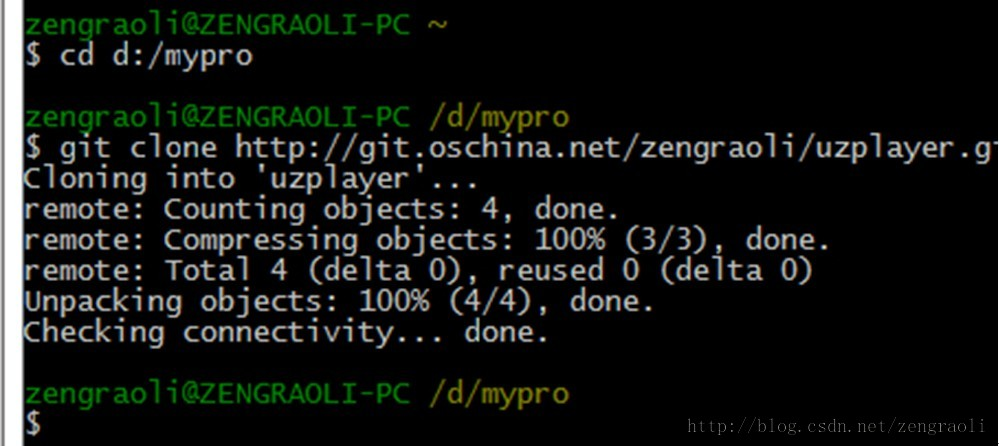 zengraoli@ZENGRAOLI-PC ~
$ cd d:/mypro
zengraoli@ZENGRAOLI-PC /d/mypro
$ git clone http://git.oschina.net/zengraoli/uzplayer.gi
Cloning into 'uzplayer'...
remote: Counting objects: 4, done.
remote: Compressing objects: 100% (3/3), done.
remote: Total 4 (delta 0), reused 0 (delta 0)
Unpacking objects: 100% (4/4), done.
Checking connectivity... done.
zengraoli@ZENGRAOLI-PC /d/mypro
$
http://blog.csdn.net/zengraoli